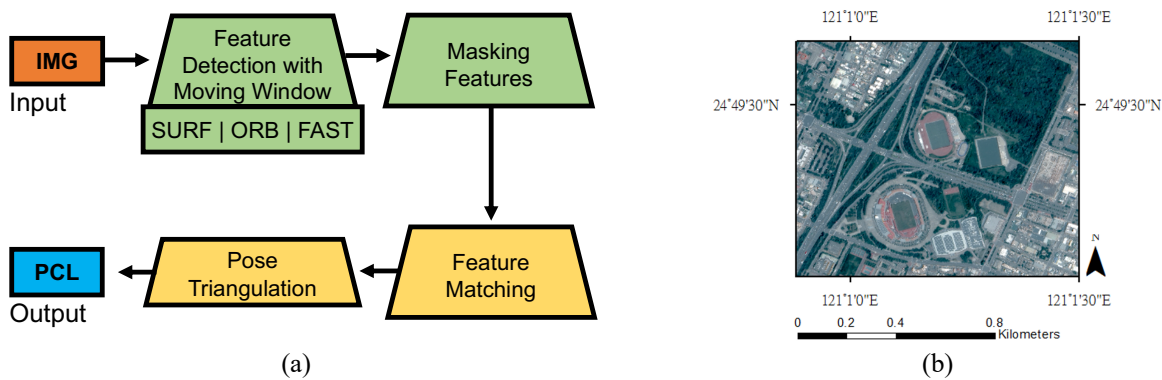 IMG
Input
Feature
Detection with
Moving Window
SURF | ORB | FAST
Masking
Features
PCL
Output
Pose
Triangulation
Feature
Matching
(a)
121°1'0"E
121°1'30"E
24°49'30"N
24°49'30"N
N
121°1'0"E
121°1'30"E
0
0.2
0.4
0.8
Kilometers
(b)